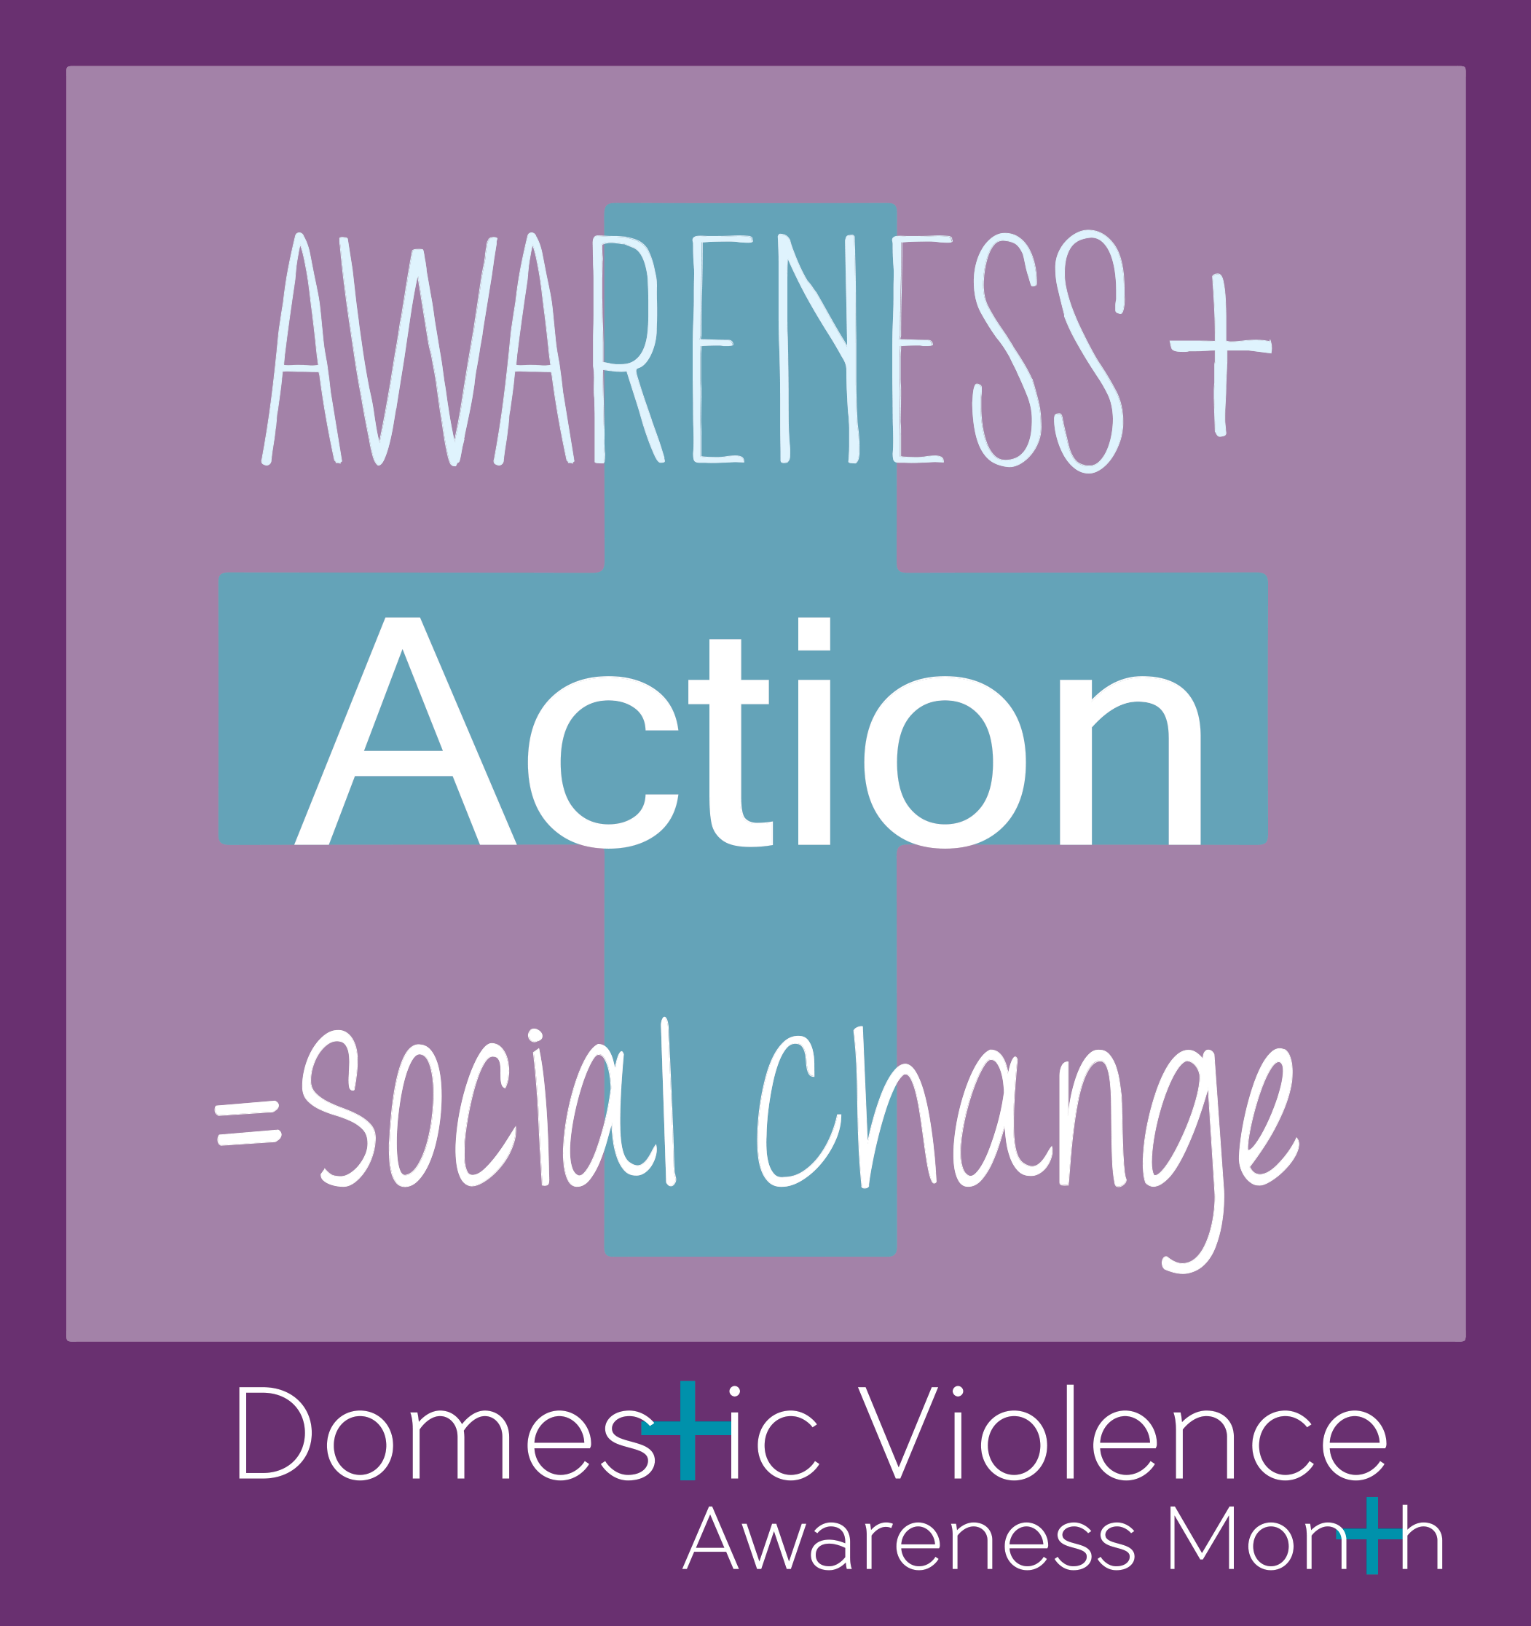 AWARENESS +
Action
=Social Change
Domestic Violence
Awareness Month